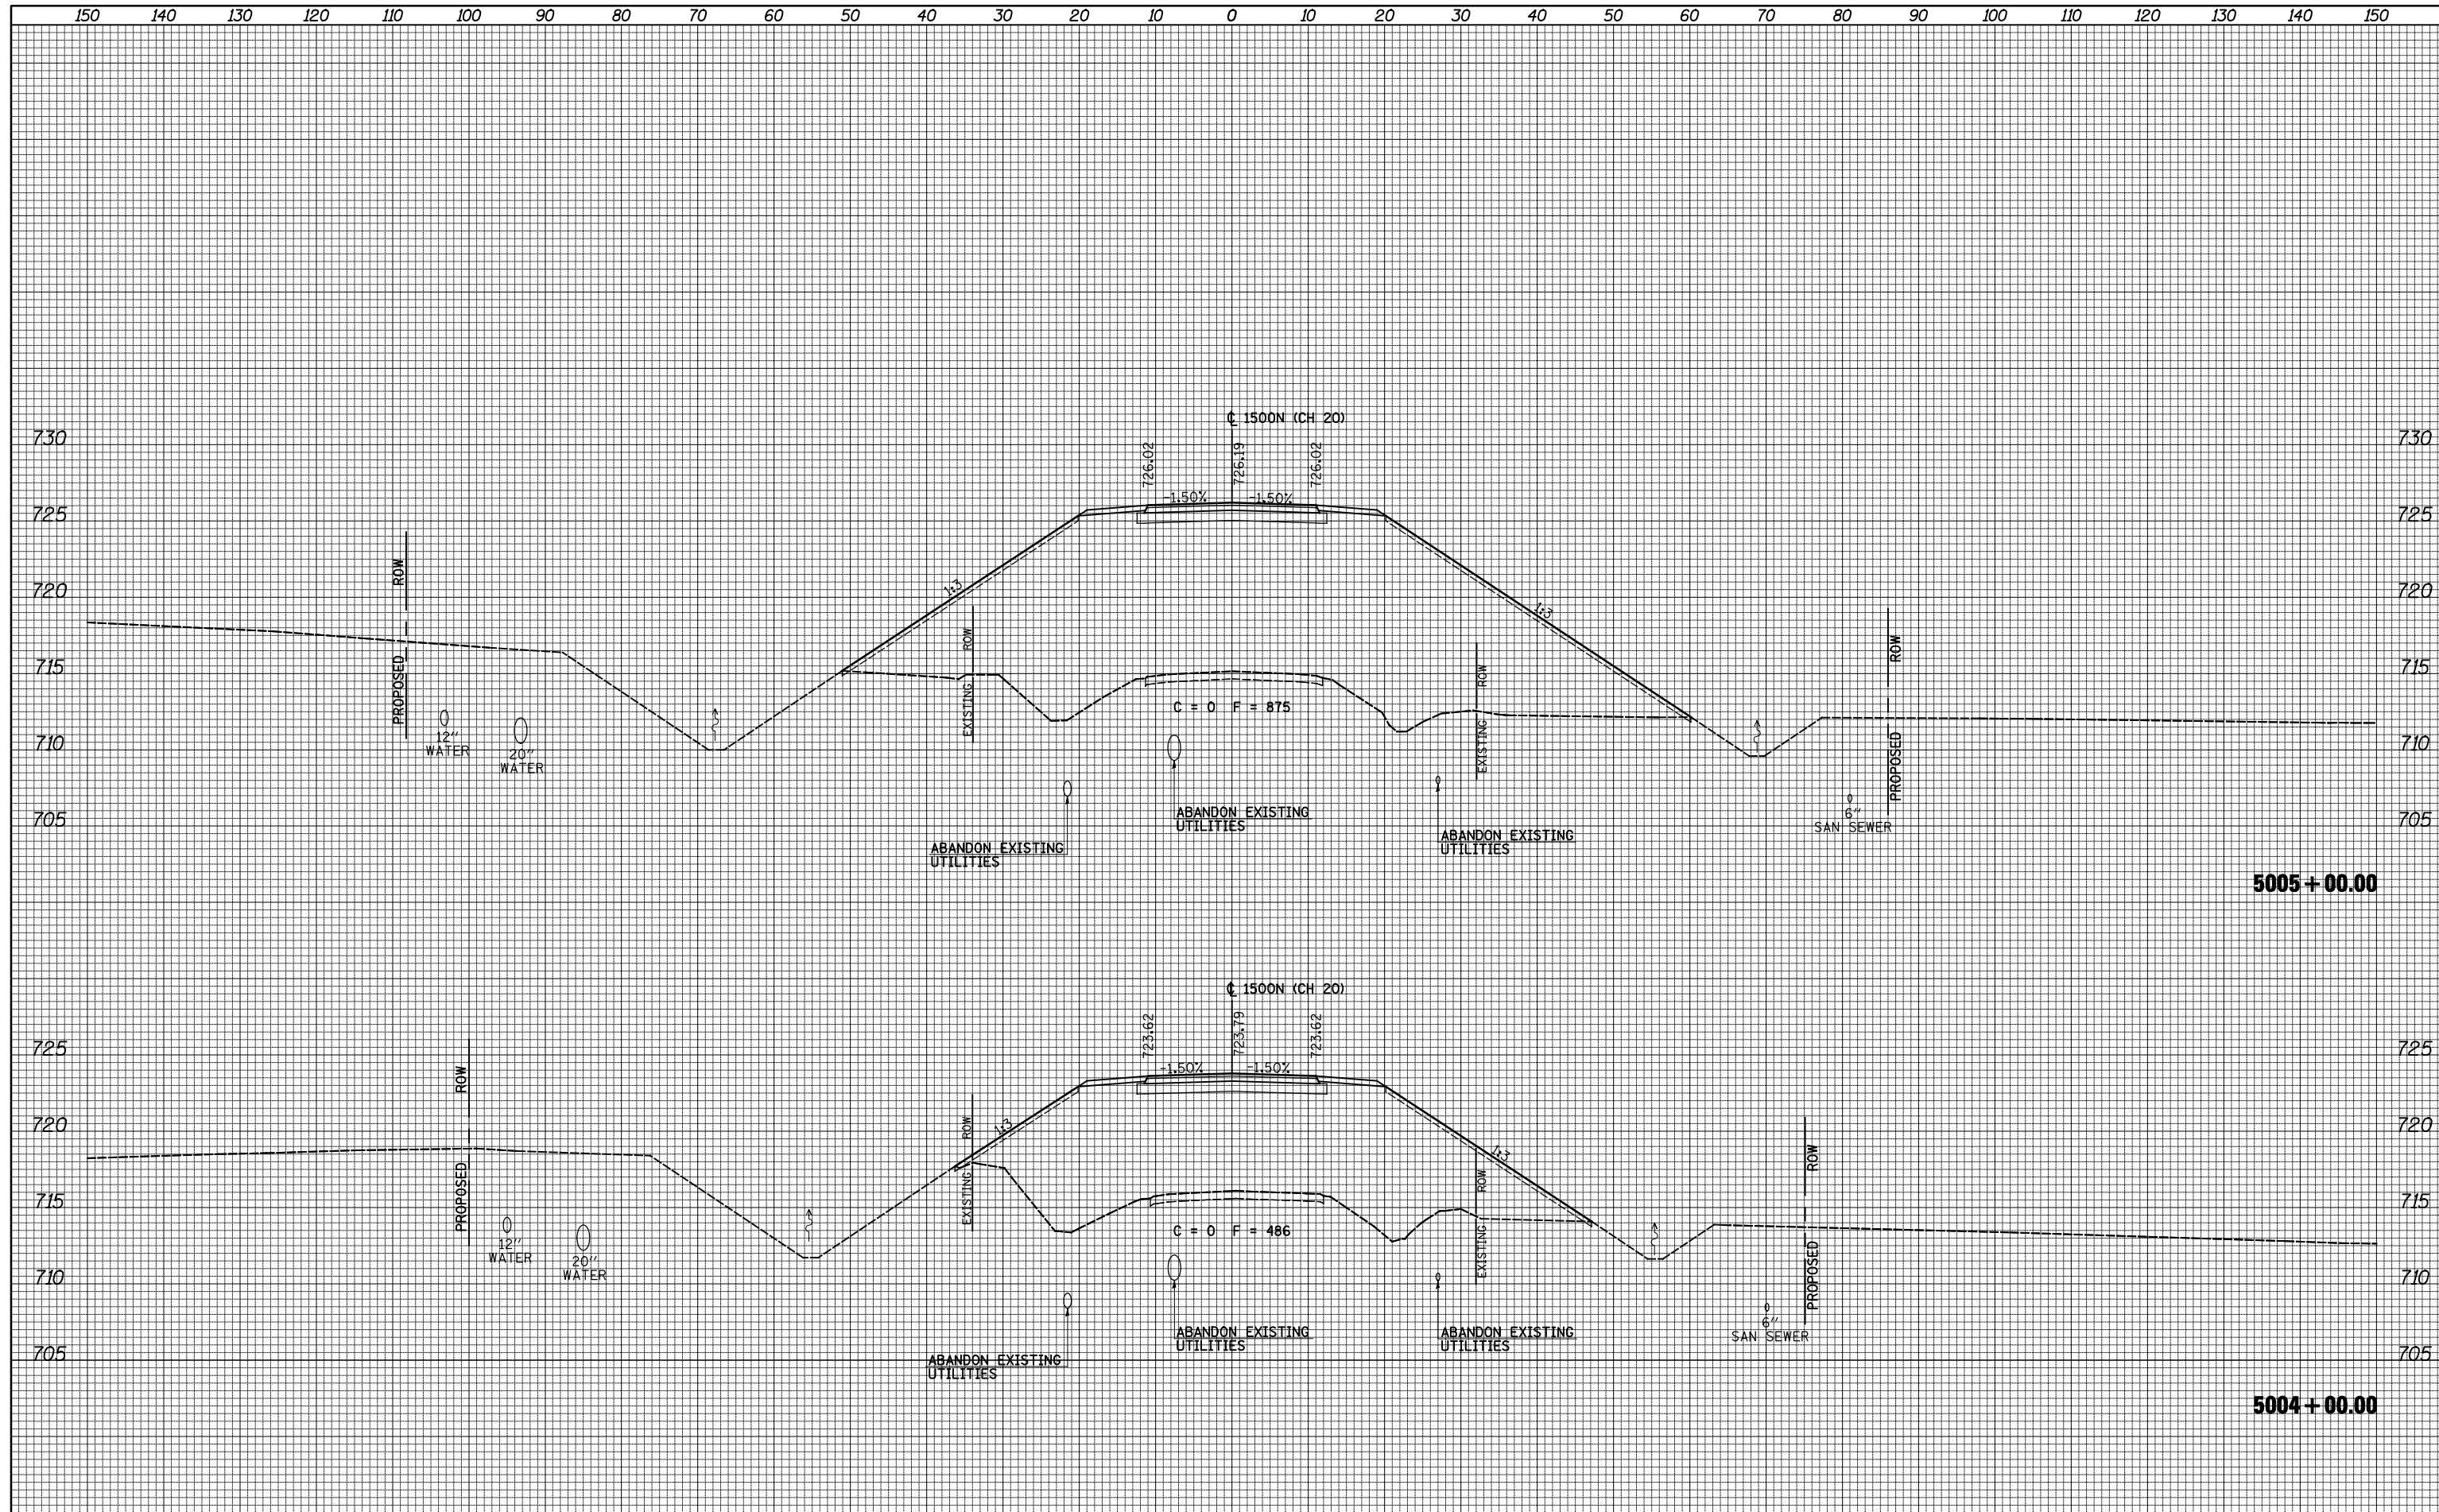 150 140 130 120 110 100 90 80 70 60 50 40 30 20 10 0 10 20 30 40 50 60 70 80 90 100 110 120 130 140 150
℄ 1500N (CH 20)
730 730
726.02 726.19 726.02
-1.50% -1.50%
725 725
ROW
1:3 1:3
720 720
ROW ROW ROW ROW
715 715
PROPOSED EXISTING EXISTING PROPOSED
C = 0 F = 875
12″
WATER
20″
WATER
710 710
6″
SAN SEWER
705 705
ABANDON EXISTING
UTILITIES
ABANDON EXISTING
UTILITIES
ABANDON EXISTING
UTILITIES
5005+00.00
℄ 1500N (CH 20)
723.62 723.79 723.62
725 725
-1.50% -1.50%
ROW
1:3 1:3
720 720
ROW ROW ROW
PROPOSED EXISTING EXISTING PROPOSED
715 715
C = 0 F = 486
12″
WATER
20″
WATER
710 710
6″
SAN SEWER
ABANDON EXISTING
UTILITIES
ABANDON EXISTING
UTILITIES
705 705
ABANDON EXISTING
UTILITIES
5004+00.00